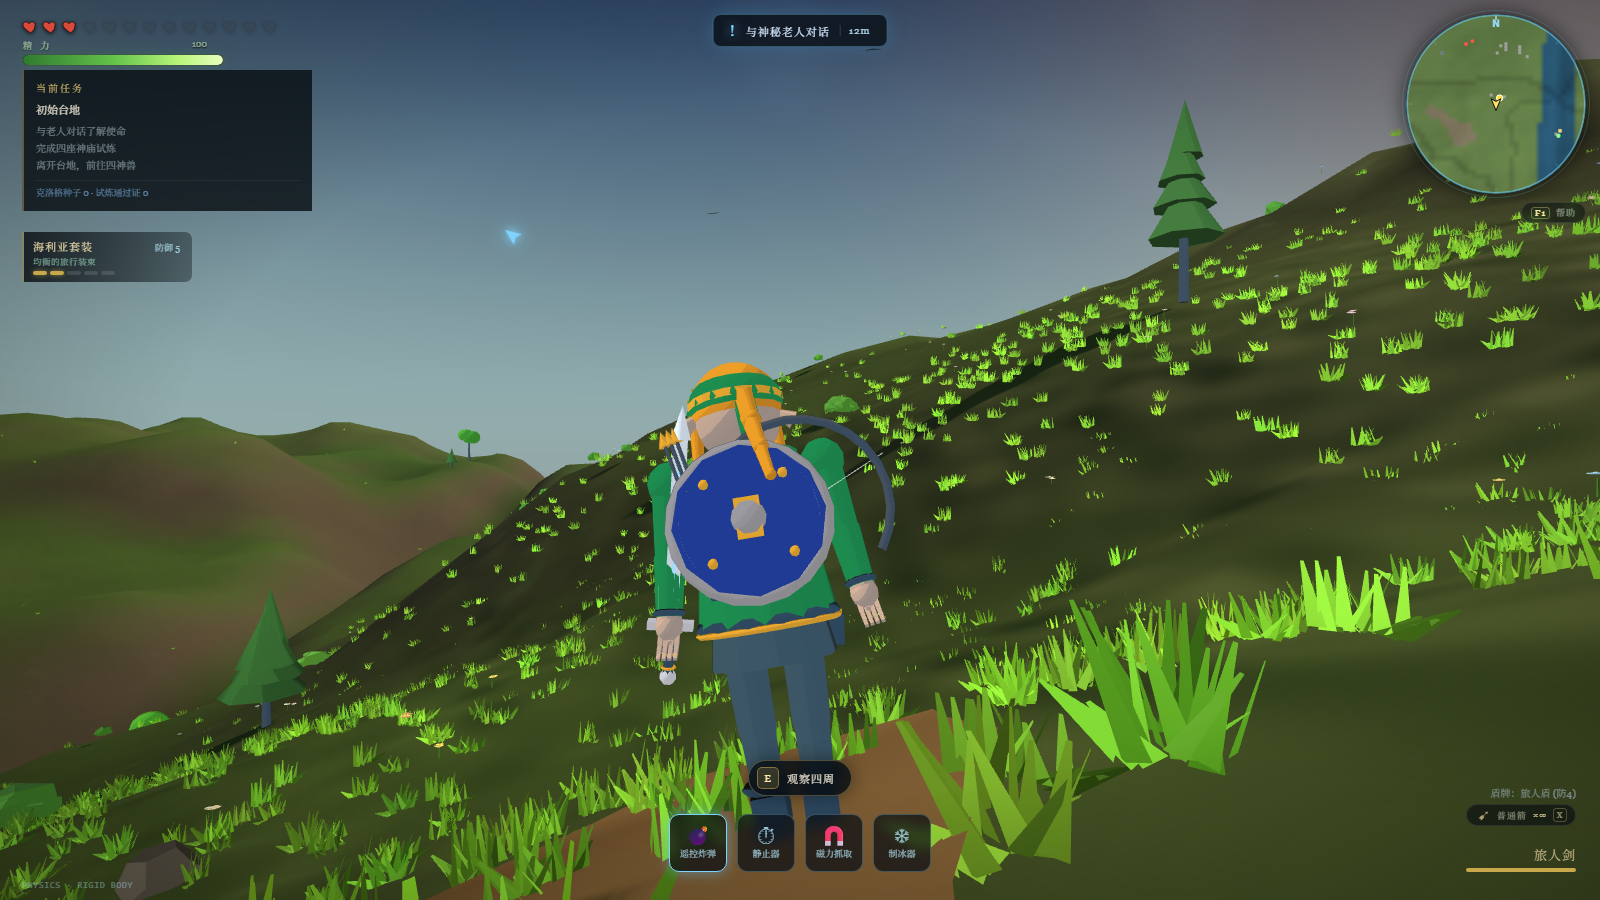 精 力 100
! 与神秘老人对话 12m
N
当前任务
初始台地
与老人对话了解使命
完成四座神庙试炼
离开台地，前往四神兽
克洛格种子 0 · 试炼通过证 0
F1 帮助
海利亚套装 防御 5
均衡的旅行装束
E 观察四周
遥控炸弹 静止器 磁力抓取 制冰器
盾牌：旅人盾 (防4)
普通箭 ×∞ X
旅人剑
PHYSICS · RIGID BODY